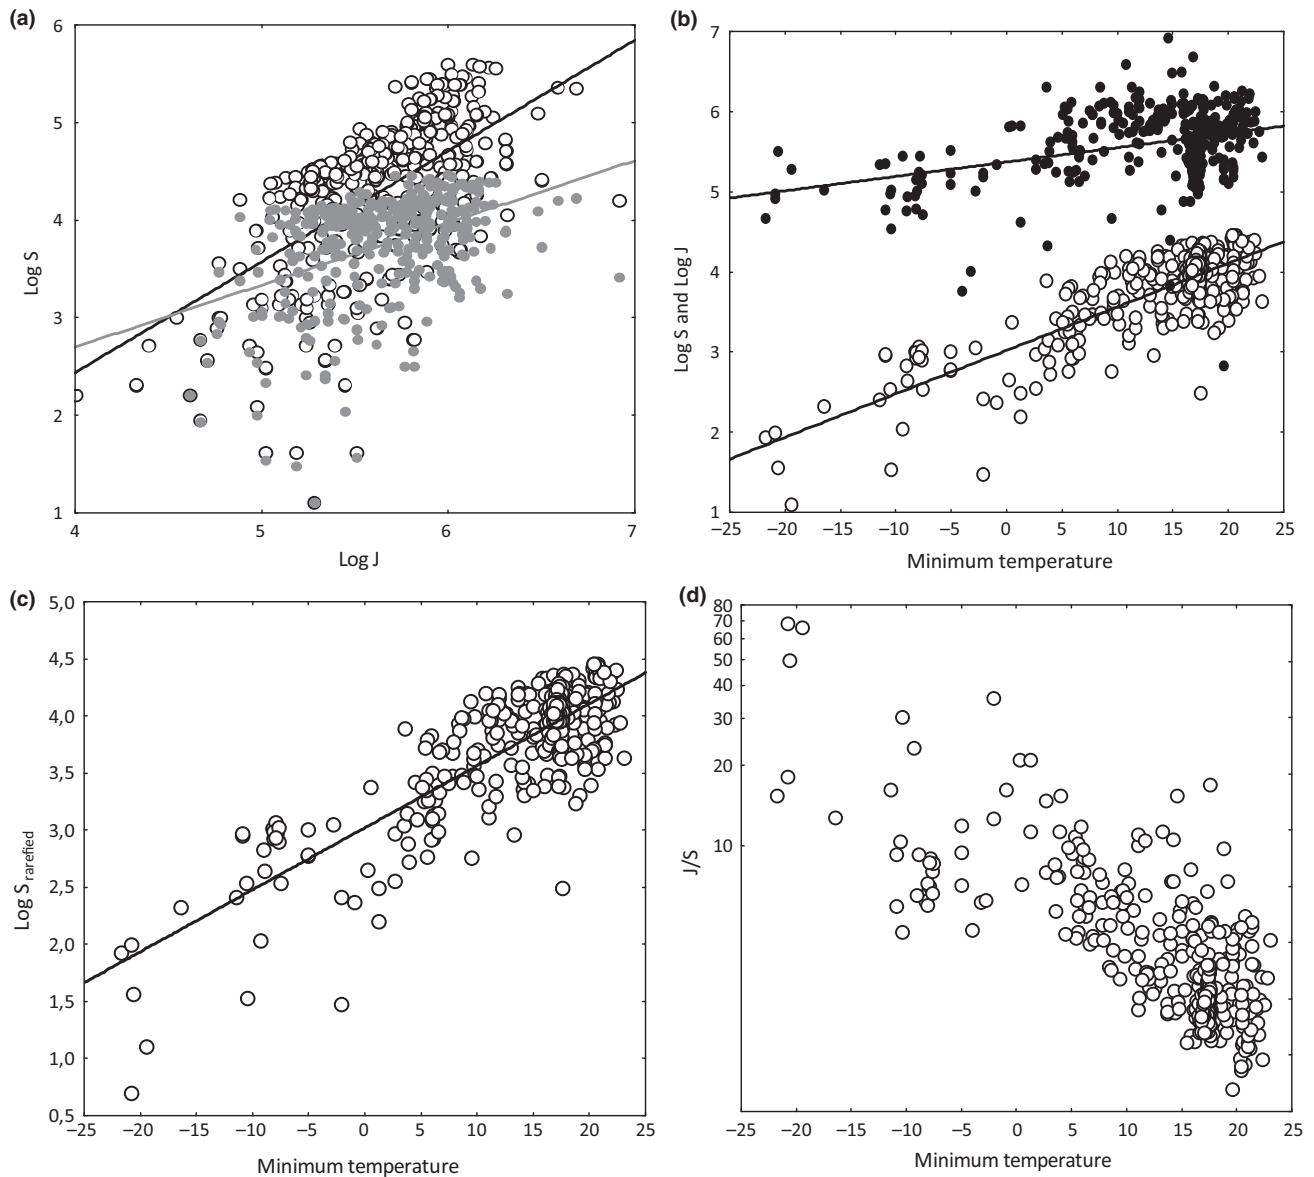 (a)
6
5
4
3
2
1
Log S
4 5 6 7
Log J
(b)
7
6
5
4
3
2
1
Log S and Log J
−25 −20 −15 −10 −5 0 5 10 15 20 25
Minimum temperature
(c)
5,0
4,5
4,0
3,5
3,0
2,5
2,0
1,5
1,0
0,5
Log S rarefied
−25 −20 −15 −10 −5 0 5 10 15 20 25
Minimum temperature
(d)
80
70
60
50
40
30
20
10
J/S
−25 −20 −15 −10 −5 0 5 10 15 20 25
Minimum temperature